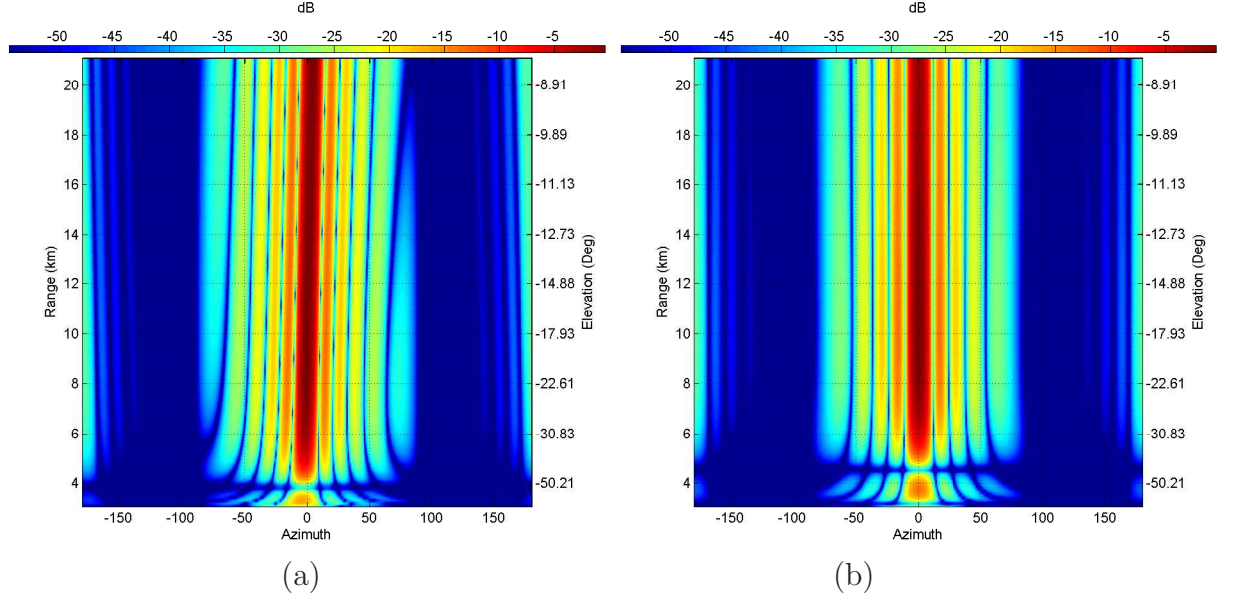 dB
-50 -45 -40 -35 -30 -25 -20 -15 -10 -5
20
18
16
14
12
10
8
6
4
Range (km)
-8.91
-9.89
-11.13
-12.73
-14.88
-17.93
-22.61
-30.83
-50.21
Elevation (Deg)
-150 -100 -50 0 50 100 150
Azimuth
(a)
dB
-50 -45 -40 -35 -30 -25 -20 -15 -10 -5
20
18
16
14
12
10
8
6
4
Range (km)
-8.91
-9.89
-11.13
-12.73
-14.88
-17.93
-22.61
-30.83
-50.21
Elevation (Deg)
-150 -100 -50 0 50 100 150
Azimuth
(b)